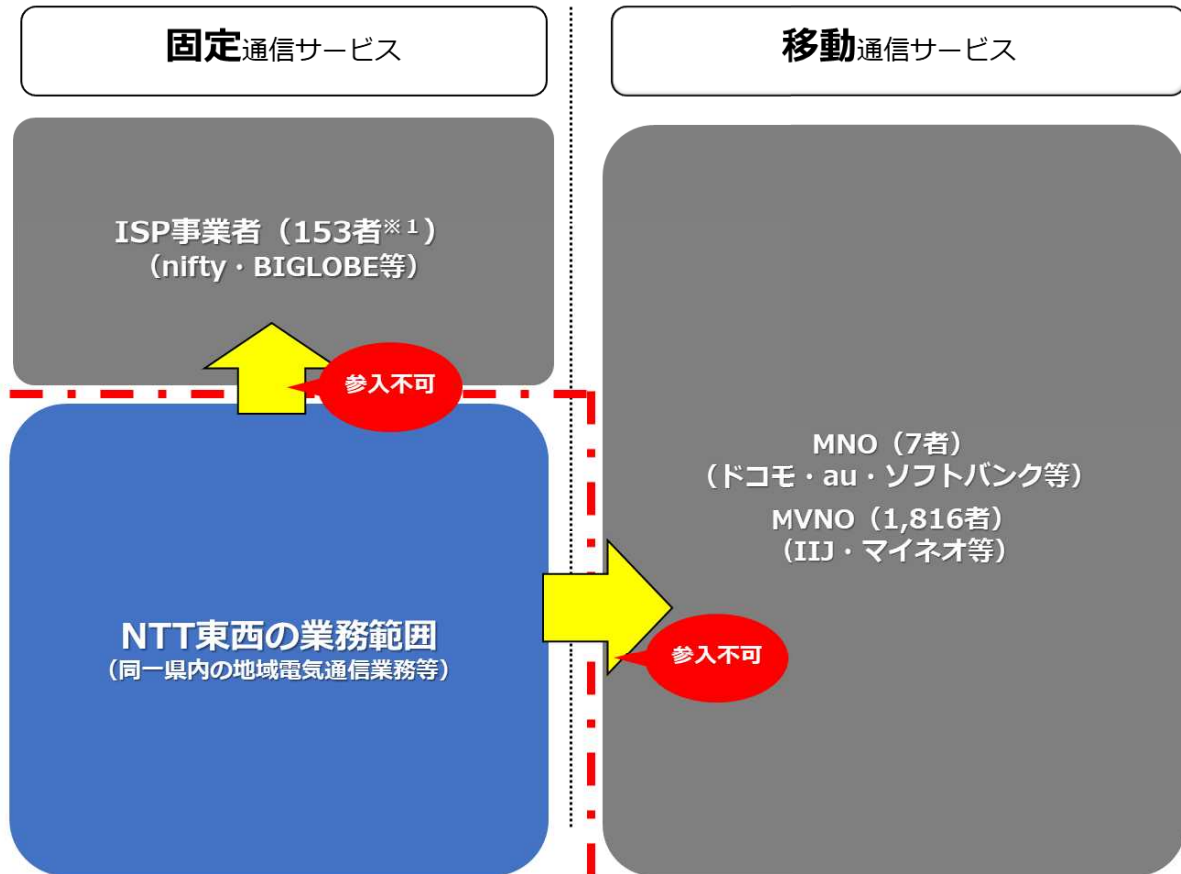 固定通信サービス
移動通信サービス
ISP事業者（153者※1）
（nifty・BIGLOBE等）
参入不可
NTT東西の業務範囲
（同一県内の地域電気通信業務等）
MNO（7者）
（ドコモ・au・ソフトバンク等）
MVNO（1,816者）
（IIJ・マイネオ等）
参入不可